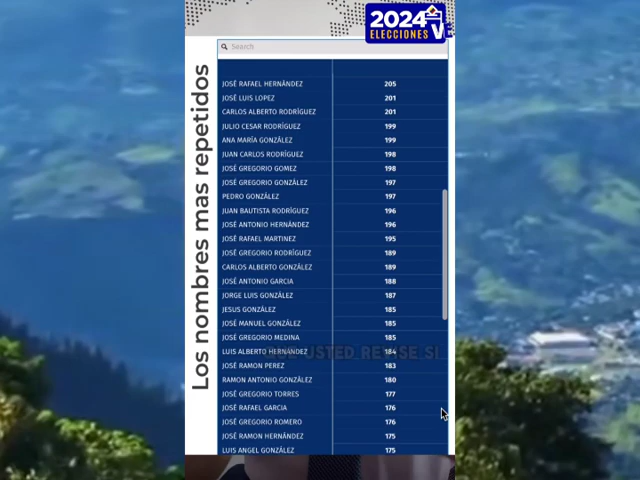 2024
ELECCIONES VE
Search
Los nombres mas repetidos
JOSÉ RAFAEL HERNÁNDEZ 205
JOSÉ LUIS LOPEZ 201
CARLOS ALBERTO RODRÍGUEZ 201
JULIO CESAR RODRÍGUEZ 199
ANA MARÍA GONZÁLEZ 199
JUAN CARLOS RODRÍGUEZ 198
JOSÉ GREGORIO GOMEZ 198
JOSÉ GREGORIO GONZÁLEZ 197
PEDRO GONZÁLEZ 197
JUAN BAUTISTA RODRÍGUEZ 196
JOSÉ ANTONIO HERNÁNDEZ 196
JOSÉ RAFAEL MARTINEZ 195
JOSÉ GREGORIO RODRÍGUEZ 189
CARLOS ALBERTO GONZÁLEZ 189
JOSÉ ANTONIO GARCIA 188
JORGE LUIS GONZÁLEZ 187
JESUS GONZÁLEZ 185
JOSÉ MANUEL GONZÁLEZ 185
JOSÉ GREGORIO MEDINA 185
LUIS ALBERTO HERNÁNDEZ 184
QUE USTED REVISE SI
JOSÉ RAMON PEREZ 183
RAMON ANTONIO GONZÁLEZ 180
JOSÉ GREGORIO TORRES 177
JOSÉ RAFAEL GARCIA 176
JOSÉ GREGORIO ROMERO 176
JOSÉ RAMON HERNÁNDEZ 175
LUIS ANGEL GONZÁLEZ 175